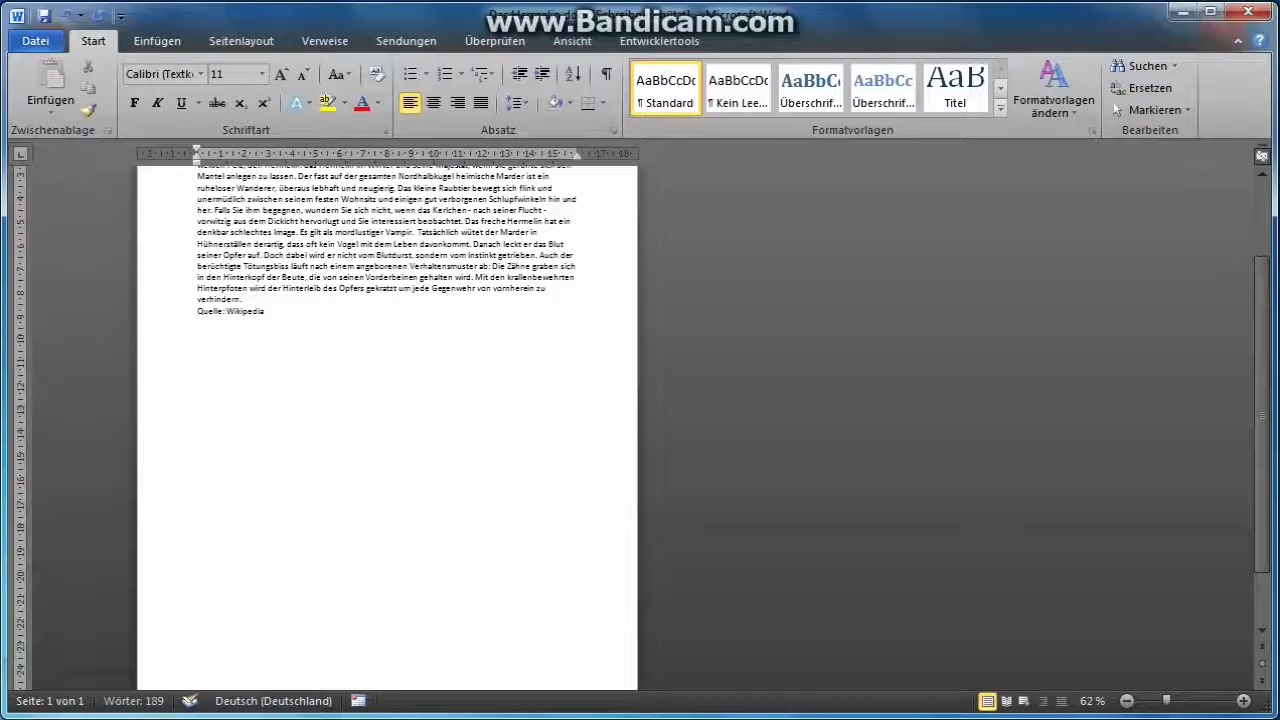 www.Bandicam.com
Datei Start Einfügen Seitenlayout Verweise Sendungen Überprüfen Ansicht Entwicklertools
Einfügen
Zwischenablage
Calibri (Textk 11
Schriftart
Absatz
AaBbCcDc AaBbCcDc AaBbC AaBbCc AaB
¶ Standard ¶ Kein Lee... Überschrif... Überschrif... Titel
Formatvorlagen
ändern
Formatvorlagen
Suchen
Ersetzen
Markieren
Bearbeiten
Mantel anlegen zu lassen. Der fast auf der gesamten Nordhalbkugel heimische Marder ist ein
ruheloser Wanderer, überaus lebhaft und neugierig. Das kleine Raubtier bewegt sich flink und
unermüdlich zwischen seinem festen Wohnsitz und einigen gut verborgenen Schlupfwinkeln hin und
her. Falls Sie ihm begegnen, wundern Sie sich nicht, wenn das Kerlchen - nach seiner Flucht -
vorwitzig aus dem Dickicht hervorlugt und Sie interessiert beobachtet. Das freche Hermelin hat ein
denkbar schlechtes Image. Es gilt als mordlustiger Vampir. Tatsächlich wütet der Marder in
Hühnerställen derartig, dass oft kein Vogel mit dem Leben davonkommt. Danach leckt er das Blut
seiner Opfer auf. Doch dabei wird er nicht vom Blutdurst, sondern vom Instinkt getrieben. Auch der
berüchtigte Tötungsbiss läuft nach einem angeborenen Verhaltensmuster ab: Die Zähne graben sich
in den Hinterkopf der Beute, die von seinen Vorderbeinen gehalten wird. Mit den krallenbewehrten
Hinterpfoten wird der Hinterleib des Opfers gekratzt um jede Gegenwehr von vornherein zu
verhindern.
Quelle: Wikipedia
Seite: 1 von 1 Wörter: 189 Deutsch (Deutschland) 62 %